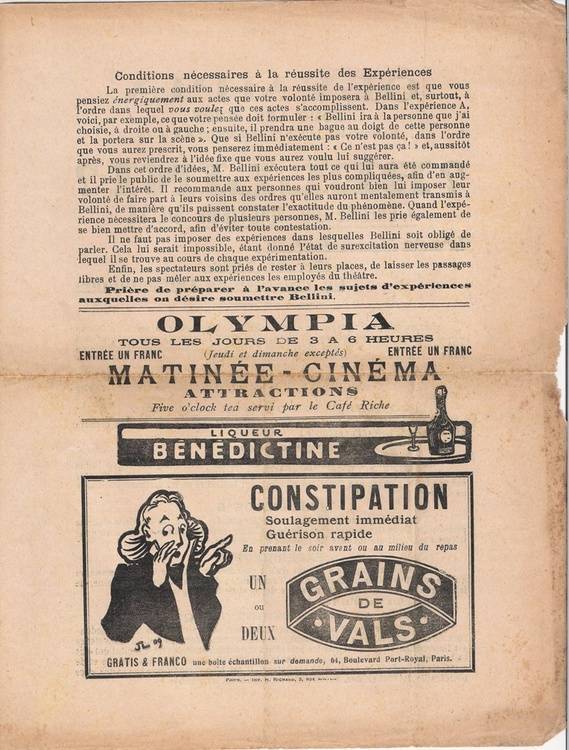 Conditions nécessaires à la réussite des Expériences
La première condition nécessaire à la réussite de l'expérience est que vous
pensiez énergiquement aux actes que votre volonté imposera à Bellini et, surtout, à
l'ordre dans lequel vous voulez que ces actes s'accomplissent. Dans l'expérience A,
voici, par exemple, ce que votre pensée doit formuler : « Bellini ira à la personne que j'ai
choisie, à droite ou à gauche ; ensuite, il prendra une bague au doigt de cette personne
et la portera sur la scène ». Que si Bellini n'exécute pas votre volonté, dans l'ordre
que vous aurez prescrit, vous penserez immédiatement : « Ce n'est pas ça ! » et, aussitôt
après, vous reviendrez à l'idée fixe que vous aurez voulu lui suggérer.
Dans cet ordre d'idées, M. Bellini exécutera tout ce qui lui aura été commandé
et il prie le public de le soumettre aux expériences les plus compliquées, afin d'en aug-
menter l'intérêt. Il recommande aux personnes qui voudront bien lui imposer leur
volonté de faire part à leurs voisins des ordres qu'elles auront mentalement transmis à
Bellini, de manière qu'ils puissent constater l'exactitude du phénomène. Quand l'expé-
rience nécessitera le concours de plusieurs personnes, M. Bellini les prie également de
se bien mettre d'accord, afin d'éviter toute contestation.
Il ne faut pas imposer des expériences dans lesquelles Bellini soit obligé de
parler. Cela lui serait impossible, étant donné l'état de surexcitation nerveuse dans
lequel il se trouve au cours de chaque expérimentation.
Enfin, les spectateurs sont priés de rester à leurs places, de laisser les passages
libres et de ne pas mêler aux expériences les employés du théâtre.
Prière de préparer à l'avance les sujets d'expériences
auxquelles on désire soumettre Bellini.
OLYMPIA
TOUS LES JOURS DE 3 A 6 HEURES
ENTRÉE UN FRANC (Jeudi et dimanche exceptés) ENTRÉE UN FRANC
MATINÉE - CINÉMA
ATTRACTIONS
Five o'clock tea servi par le Café Riche
LIQUEUR
BÉNÉDICTINE
CONSTIPATION
Soulagement immédiat
Guérison rapide
En prenant le soir avant ou au milieu du repas
UN
ou
DEUX
GRAINS
DE
VALS
09
GRATIS & FRANCO une boîte échantillon sur demande, 64, Boulevard Port-Royal, Paris.
Paris. — Imp. H. Richard, 3, rue